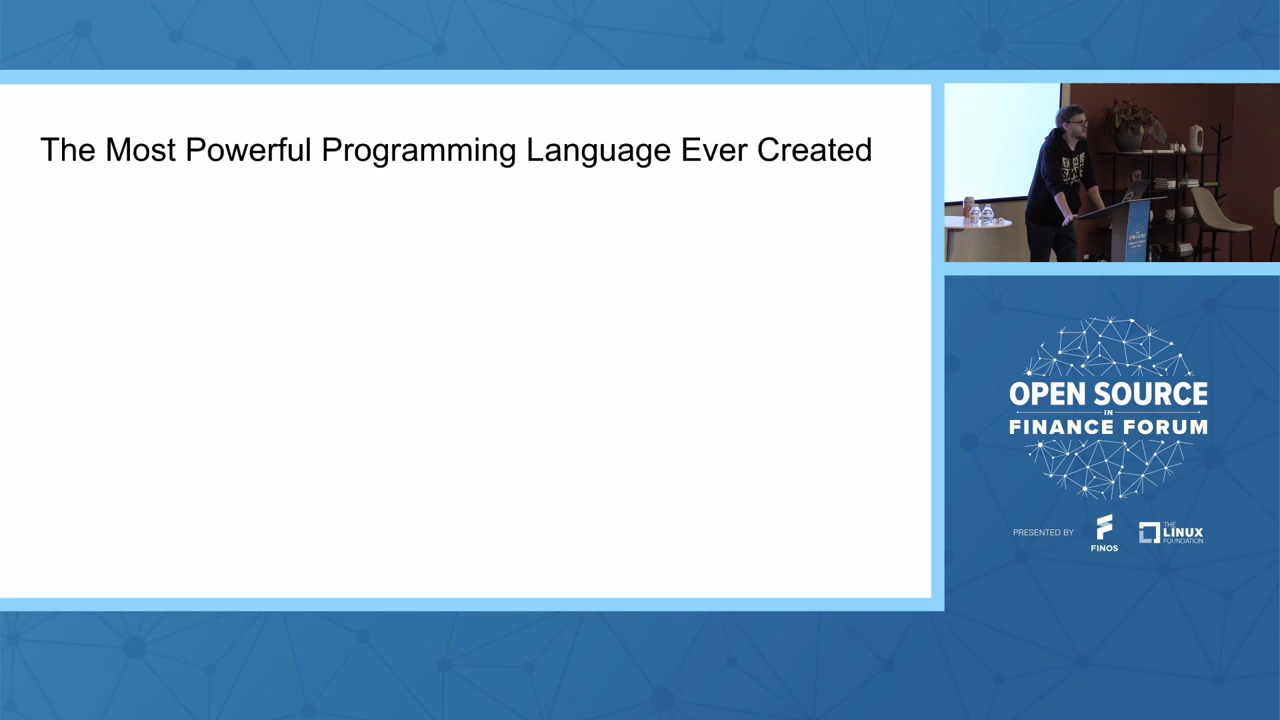 The Most Powerful Programming Language Ever Created
OPEN SOURCE
IN
FINANCE FORUM
PRESENTED BY
FINOS
THE
LINUX
FOUNDATION